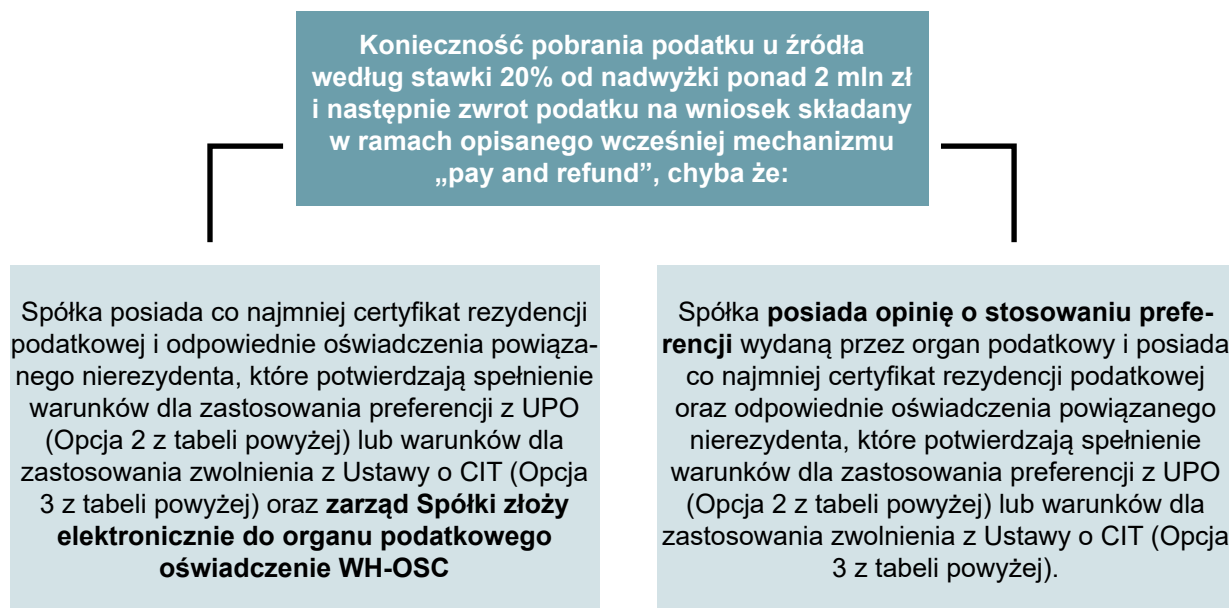 Konieczność pobrania podatku u źródła
według stawki 20% od nadwyżki ponad 2 mln zł
i następnie zwrot podatku na wniosek składany
w ramach opisanego wcześniej mechanizmu
„pay and refund”, chyba że:
Spółka posiada co najmniej certyfikat rezydencji
podatkowej i odpowiednie oświadczenia powiąza-
nego nierezydenta, które potwierdzają spełnienie
warunków dla zastosowania preferencji z UPO
(Opcja 2 z tabeli powyżej) lub warunków dla
zastosowania zwolnienia z Ustawy o CIT (Opcja
3 z tabeli powyżej) oraz zarząd Spółki złoży
elektronicznie do organu podatkowego
oświadczenie WH-OSC
Spółka posiada opinię o stosowaniu prefe-
rencji wydaną przez organ podatkowy i posiada
co najmniej certyfikat rezydencji podatkowej
oraz odpowiednie oświadczenia powiązanego
nierezydenta, które potwierdzają spełnienie
warunków dla zastosowania preferencji z UPO
(Opcja 2 z tabeli powyżej) lub warunków dla
zastosowania zwolnienia z Ustawy o CIT (Opcja
3 z tabeli powyżej).